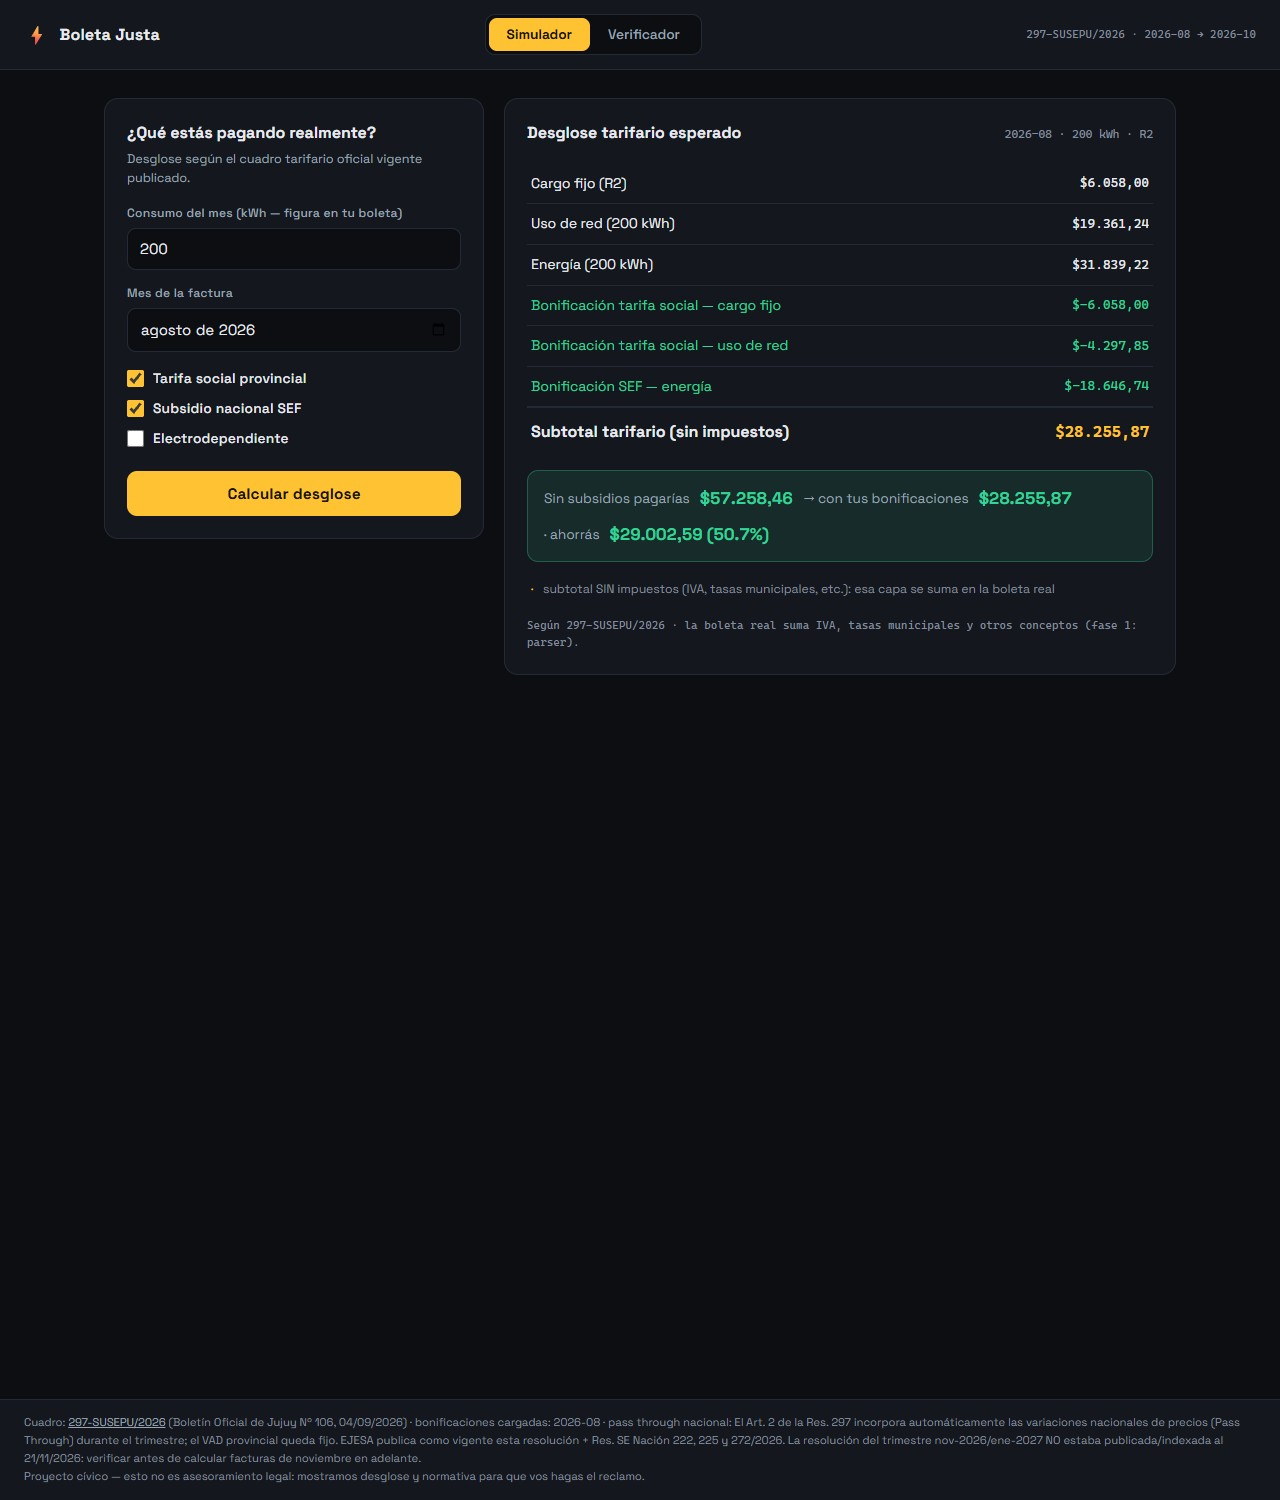 Boleta Justa
Simulador
Verificador
297-SUSEPU/2026 · 2026-08 → 2026-10
¿Qué estás pagando realmente?
Desglose según el cuadro tarifario oficial vigente
publicado.
Consumo del mes (kWh — figura en tu boleta)
200
Mes de la factura
agosto de 2026
Tarifa social provincial
Subsidio nacional SEF
Electrodependiente
Calcular desglose
Desglose tarifario esperado
2026-08 · 200 kWh · R2
Cargo fijo (R2) $6.058,00
Uso de red (200 kWh) $19.361,24
Energía (200 kWh) $31.839,22
Bonificación tarifa social — cargo fijo $-6.058,00
Bonificación tarifa social — uso de red $-4.297,85
Bonificación SEF — energía $-18.646,74
Subtotal tarifario (sin impuestos) $28.255,87
Sin subsidios pagarías $57.258,46 → con tus bonificaciones $28.255,87
· ahorrás $29.002,59 (50.7%)
· subtotal SIN impuestos (IVA, tasas municipales, etc.): esa capa se suma en la boleta real
Según 297-SUSEPU/2026 · la boleta real suma IVA, tasas municipales y otros conceptos (fase 1:
parser).
Cuadro: 297-SUSEPU/2026 (Boletín Oficial de Jujuy Nº 106, 04/09/2026) · bonificaciones cargadas: 2026-08 · pass through nacional: El Art. 2 de la Res. 297 incorpora automáticamente las variaciones nacionales de precios (Pass
Through) durante el trimestre; el VAD provincial queda fijo. EJESA publica como vigente esta resolución + Res. SE Nación 222, 225 y 272/2026. La resolución del trimestre nov-2026/ene-2027 NO estaba publicada/indexada al
21/11/2026: verificar antes de calcular facturas de noviembre en adelante.
Proyecto cívico — esto no es asesoramiento legal: mostramos desglose y normativa para que vos hagas el reclamo.